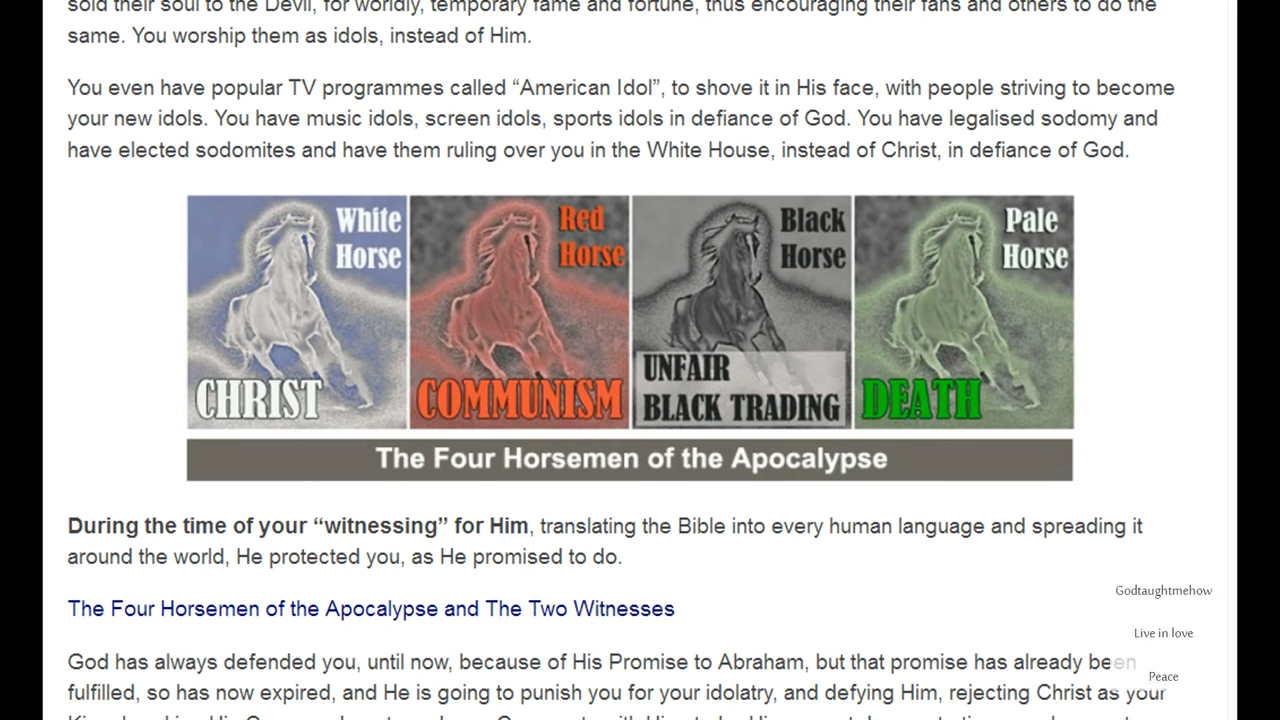 sold their soul to the Devil, for worldly, temporary fame and fortune, thus encouraging their fans and others to do the
same. You worship them as idols, instead of Him.
You even have popular TV programmes called “American Idol”, to shove it in His face, with people striving to become
your new idols. You have music idols, screen idols, sports idols in defiance of God. You have legalised sodomy and
have elected sodomites and have them ruling over you in the White House, instead of Christ, in defiance of God.
White
Horse
CHRIST
Red
Horse
COMMUNISM
Black
Horse
UNFAIR
BLACK TRADING
Pale
Horse
DEATH
The Four Horsemen of the Apocalypse
During the time of your “witnessing” for Him, translating the Bible into every human language and spreading it
around the world, He protected you, as He promised to do.
The Four Horsemen of the Apocalypse and The Two Witnesses
God has always defended you, until now, because of His Promise to Abraham, but that promise has already been
fulfilled, so has now expired, and He is going to punish you for your idolatry, and defying Him, rejecting Christ as your
Godtaughtmehow
Live in love
Peace